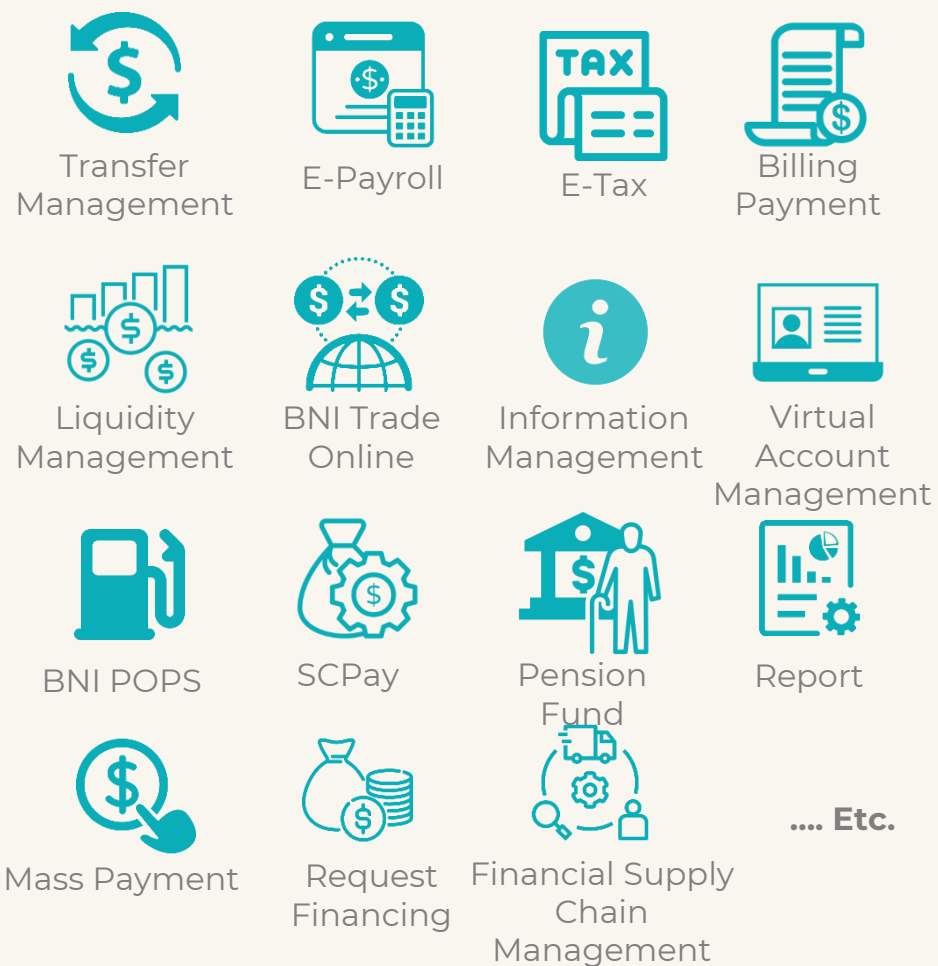 TAX
Transfer
Management
E-Payroll
E-Tax
Billing
Payment
Liquidity
Management
BNI Trade
Online
Information
Management
Virtual
Account
Management
BNI POPS
SCPay
Pension
Fund
Report
Mass Payment
Request
Financing
Financial Supply
Chain
Management
.... Etc.